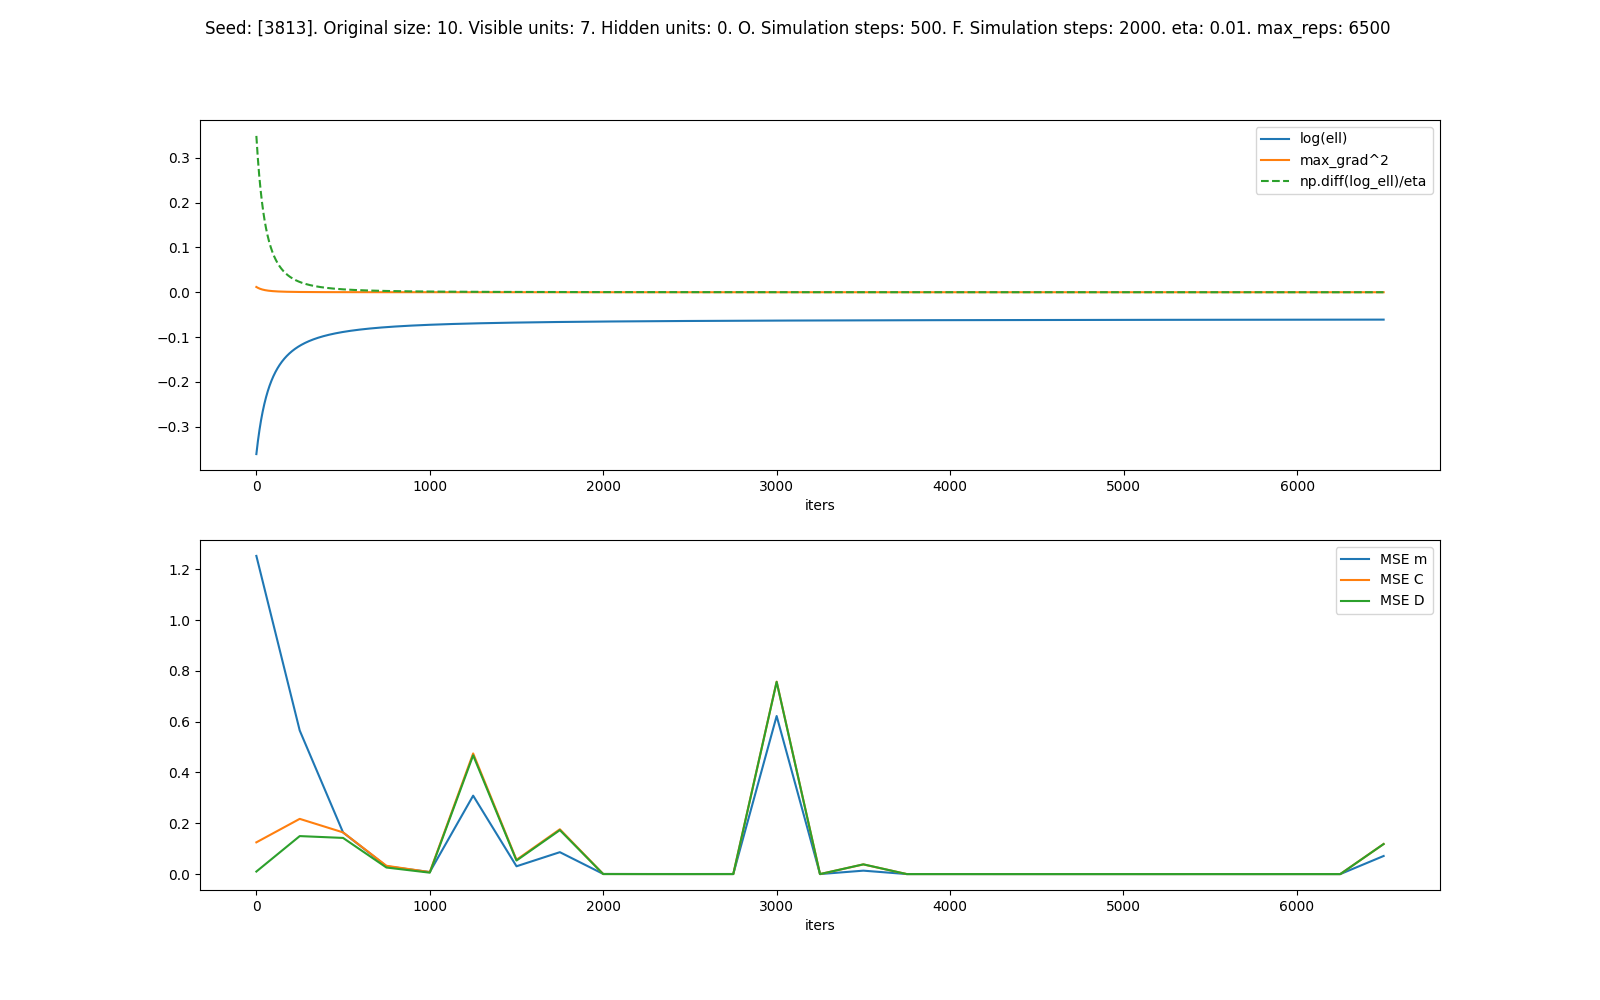 Seed: [3813]. Original size: 10. Visible units: 7. Hidden units: 0. O. Simulation steps: 500. F. Simulation steps: 2000. eta: 0.01. max_reps: 6500
log(ell)
max_grad^2
np.diff(log_ell)/eta
0.3
0.2
0.1
0.0
−0.1
−0.2
−0.3
0 1000 2000 3000 4000 5000 6000
iters
MSE m
MSE C
MSE D
1.2
1.0
0.8
0.6
0.4
0.2
0.0
0 1000 2000 3000 4000 5000 6000
iters